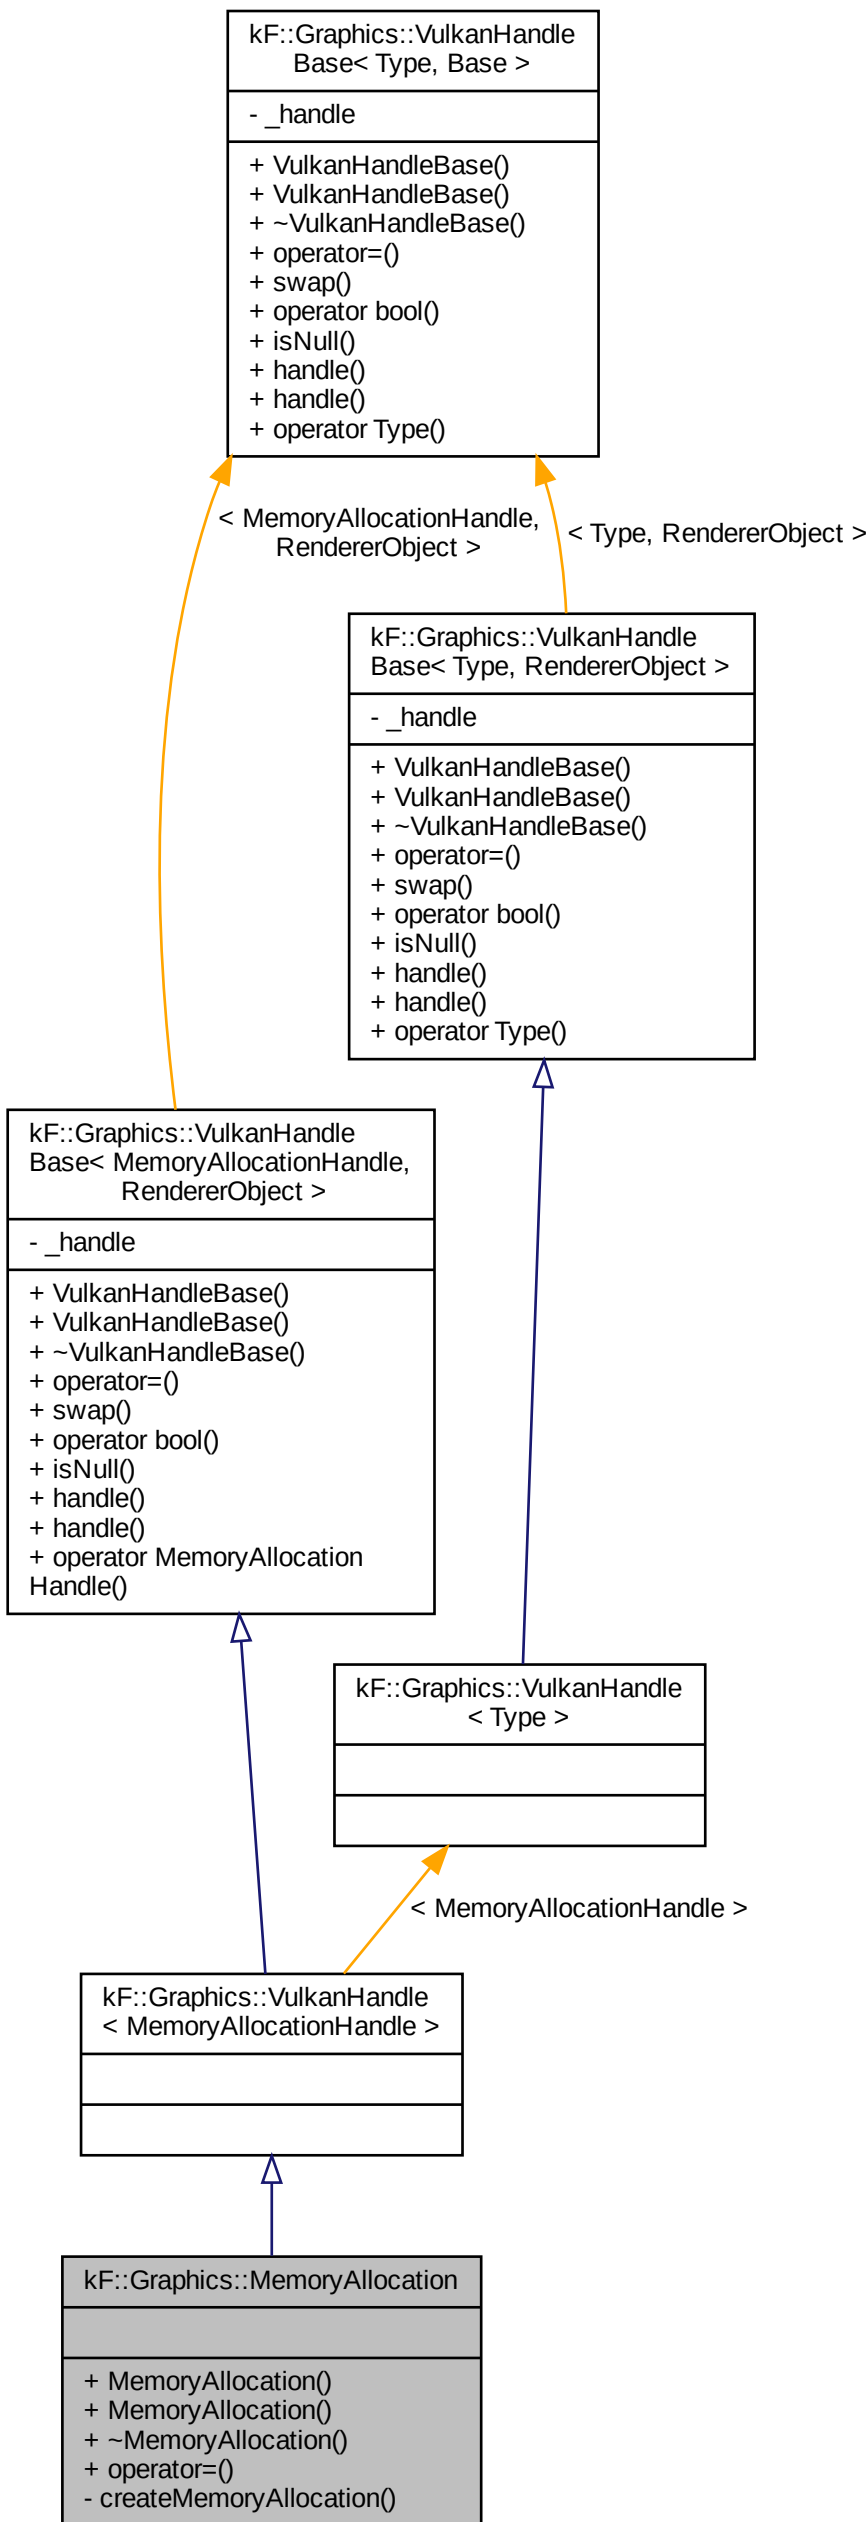 kF::Graphics::VulkanHandle
Base< Type, Base >
- _handle
+ VulkanHandleBase()
+ VulkanHandleBase()
+ ~VulkanHandleBase()
+ operator=()
+ swap()
+ operator bool()
+ isNull()
+ handle()
+ handle()
+ operator Type()
< MemoryAllocationHandle,
RendererObject >
< Type, RendererObject >
kF::Graphics::VulkanHandle
Base< Type, RendererObject >
- _handle
+ VulkanHandleBase()
+ VulkanHandleBase()
+ ~VulkanHandleBase()
+ operator=()
+ swap()
+ operator bool()
+ isNull()
+ handle()
+ handle()
+ operator Type()
kF::Graphics::VulkanHandle
Base< MemoryAllocationHandle,
RendererObject >
- _handle
+ VulkanHandleBase()
+ VulkanHandleBase()
+ ~VulkanHandleBase()
+ operator=()
+ swap()
+ operator bool()
+ isNull()
+ handle()
+ handle()
+ operator MemoryAllocation
Handle()
kF::Graphics::VulkanHandle
< Type >
< MemoryAllocationHandle >
kF::Graphics::VulkanHandle
< MemoryAllocationHandle >
kF::Graphics::MemoryAllocation
+ MemoryAllocation()
+ MemoryAllocation()
+ ~MemoryAllocation()
+ operator=()
- createMemoryAllocation()